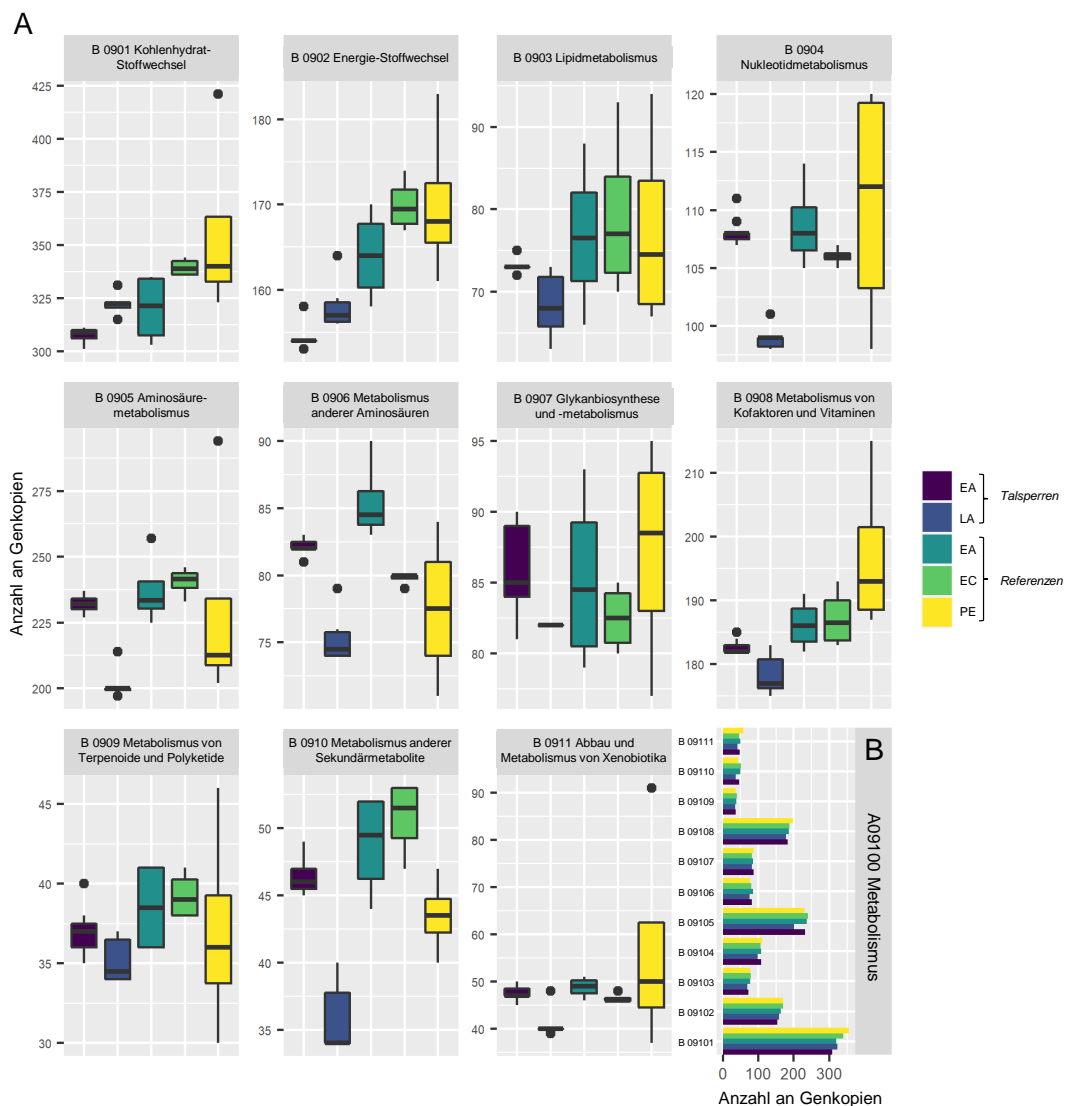 A
B 0901 Kohlenhydrat-
Stoffwechsel
B 0902 Energie-Stoffwechsel
B 0903 Lipidmetabolismus
B 0904
Nukleotidmetabolismus
425
400
375
350
325
300
180
170
160
90
80
70
120
115
110
105
100
B 0905 Aminosäure-
metabolismus
B 0906 Metabolismus
anderer Aminosäuren
B 0907 Glykanbiosynthese
und -metabolismus
B 0908 Metabolismus von
Kofaktoren und Vitaminen
Anzahl an Genkopien
275
250
225
200
90
85
80
75
95
90
85
80
210
200
190
180
EA
LA
Talsperren
EA
EC
PE
Referenzen
B 0909 Metabolismus von
Terpenoide und Polyketide
B 0910 Metabolismus anderer
Sekundärmetabolite
B 0911 Abbau und
Metabolismus von Xenobiotika
45
40
35
30
50
45
40
35
90
80
70
60
50
40
B
B 09111
B 09110
B 09109
B 09108
B 09107
B 09106
B 09105
B 09104
B 09103
B 09102
B 09101
A09100 Metabolismus
0 100 200 300
Anzahl an Genkopien